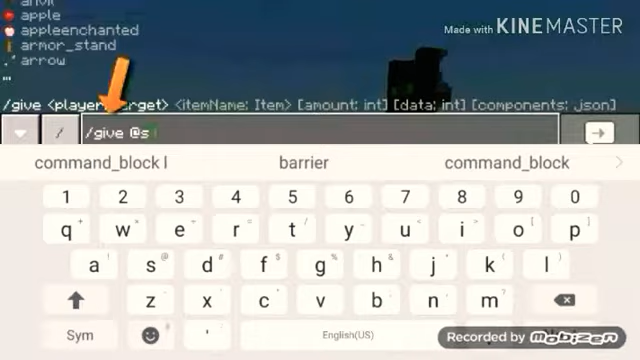 anvil
apple
appleenchanted
armor_stand
arrow
Made with KINEMASTER
/give <player: target> <itemName: Item> [amount: int] [data: int] [components: json]
/
/give @s
command_block l
barrier
command_block
1 2 3 4 5 6 7 8 9 0
q w e r t y u i o p
a s d f g h j k l
z x c v b n m
Sym
'
English(US)
Recorded by mobizen